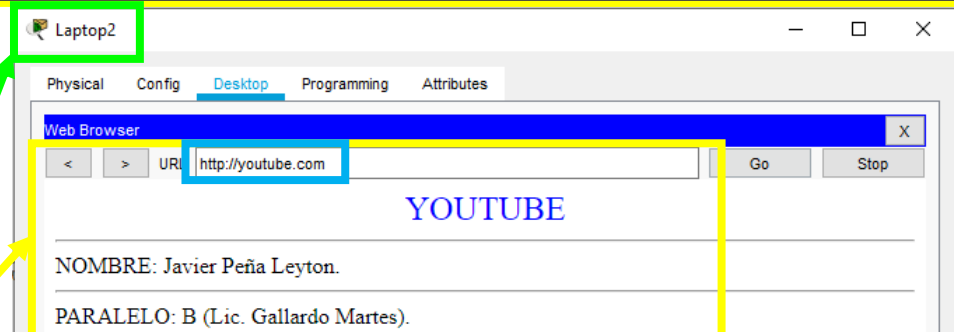 Laptop2
Physical Config Desktop Programming Attributes
Web Browser X
< > URL http://youtube.com Go Stop
YOUTUBE
NOMBRE: Javier Peña Leyton.
PARALELO: B (Lic. Gallardo Martes).